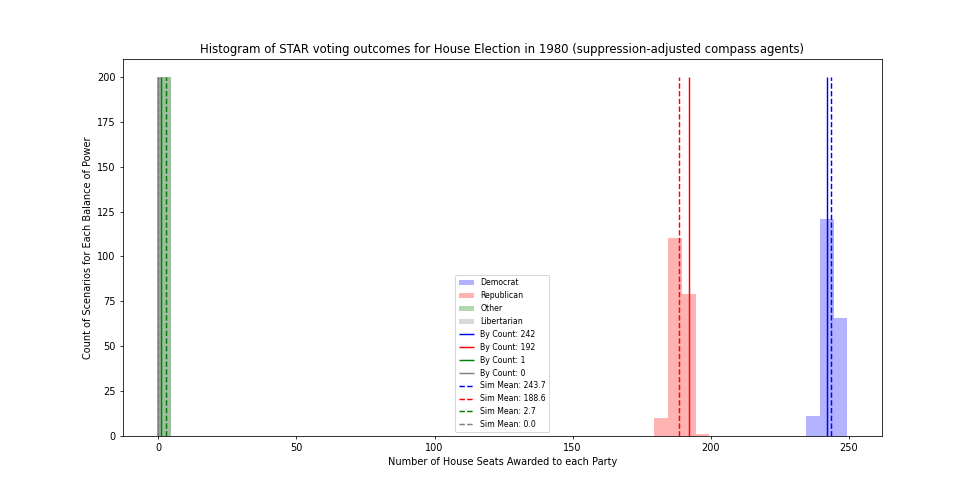 Histogram of STAR voting outcomes for House Election in 1980 (suppression-adjusted compass agents)
Count of Scenarios for Each Balance of Power
200
175
150
125
100
75
50
25
0
Democrat
Republican
Other
Libertarian
By Count: 242
By Count: 192
By Count: 1
By Count: 0
Sim Mean: 243.7
Sim Mean: 188.6
Sim Mean: 2.7
Sim Mean: 0.0
0 50 100 150 200 250
Number of House Seats Awarded to each Party